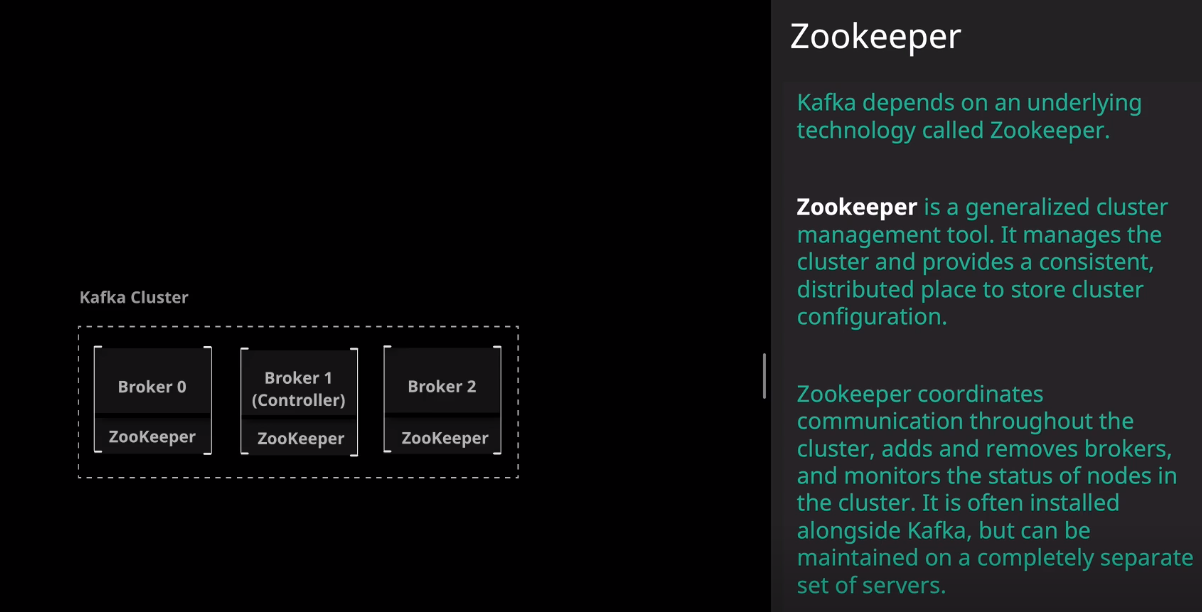 Zookeeper
Kafka depends on an underlying
technology called Zookeeper.
Zookeeper is a generalized cluster
management tool. It manages the
cluster and provides a consistent,
distributed place to store cluster
configuration.
Zookeeper coordinates
communication throughout the
cluster, adds and removes brokers,
and monitors the status of nodes in
the cluster. It is often installed
alongside Kafka, but can be
maintained on a completely separate
set of servers.
Kafka Cluster
Broker 0
ZooKeeper
Broker 1
(Controller)
ZooKeeper
Broker 2
ZooKeeper